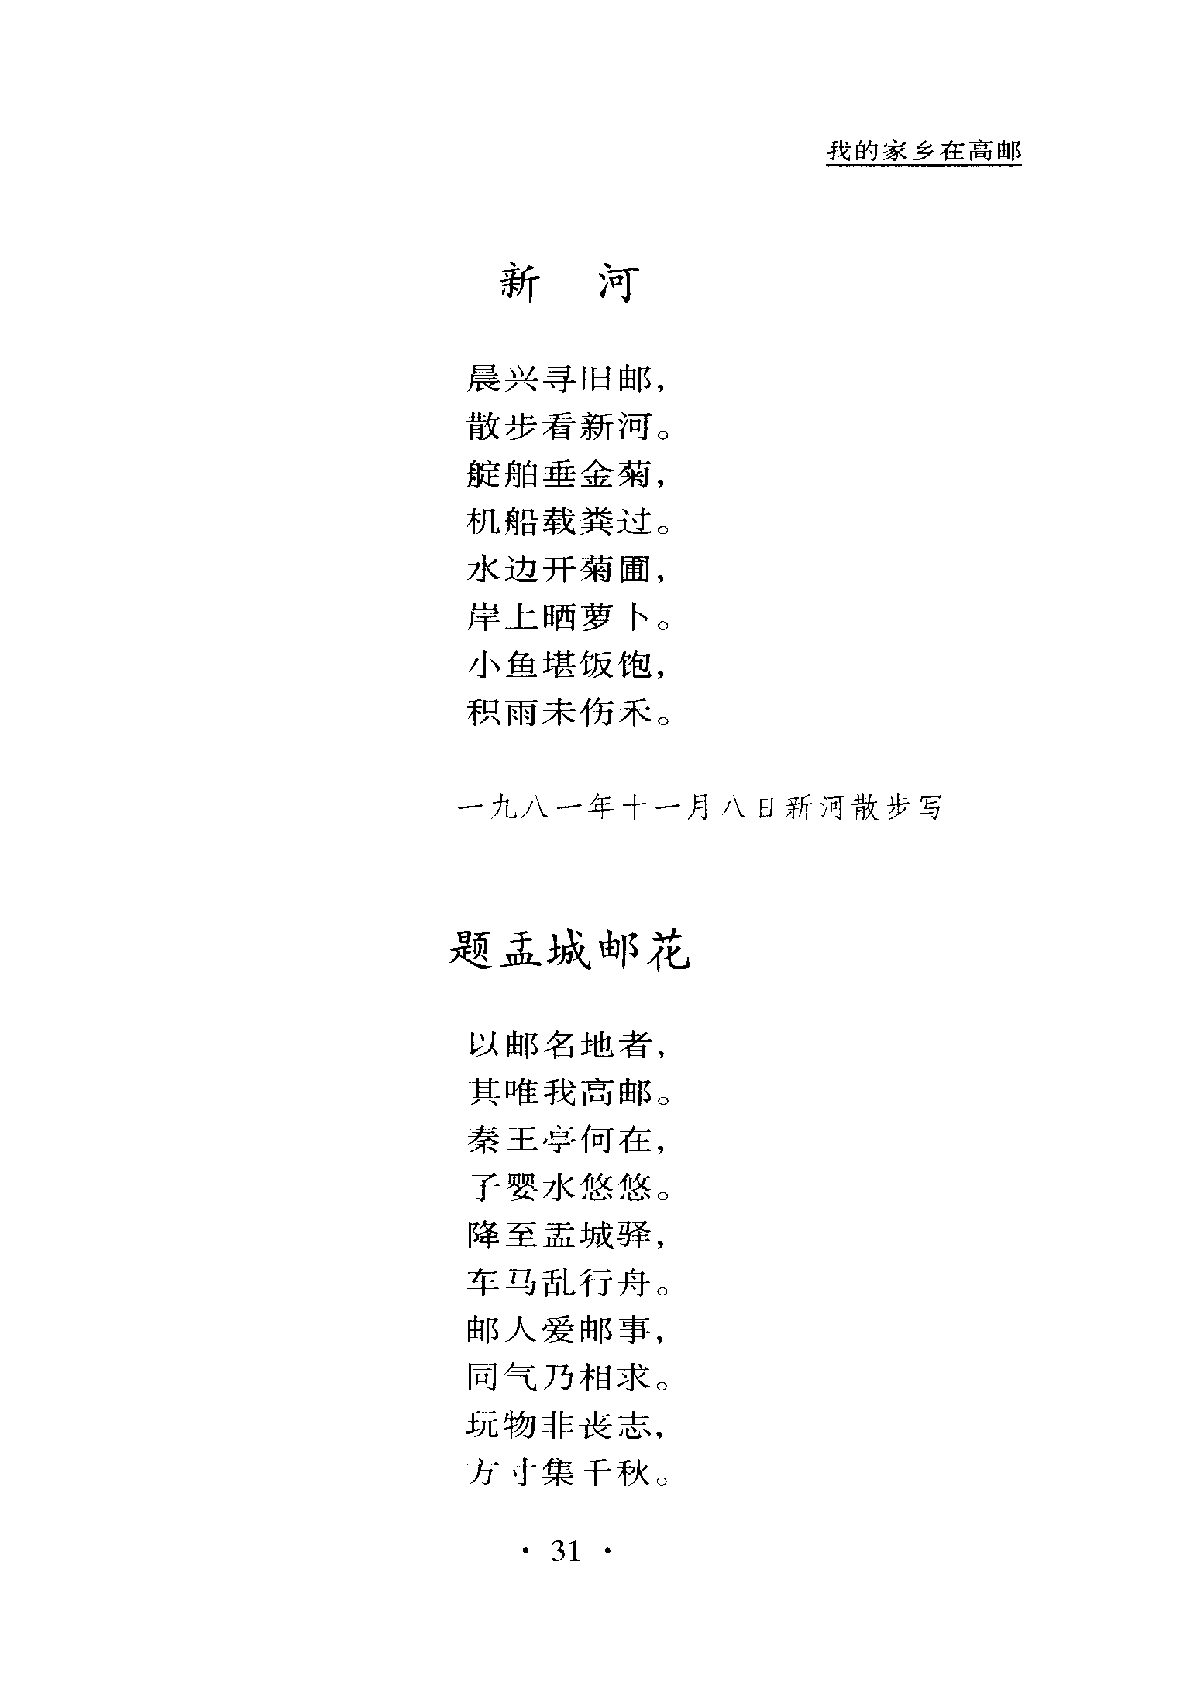 我的家乡在高邮
新 河
晨兴寻旧邮，
散步看新河。
艇舶垂金菊，
机船载粪过。
水边开菊圃，
岸上晒萝卜。
小鱼堪饭饱，
积雨未伤禾。
一九八一年十一月八日新河散步写
题盂城邮花
以邮名地者，
其唯我高邮。
秦王亭何在，
子婴水悠悠。
降至盂城驿，
车马乱行舟。
邮人爱邮事，
同气乃相求。
玩物非丧志，
方寸集千秋。
· 31 ·